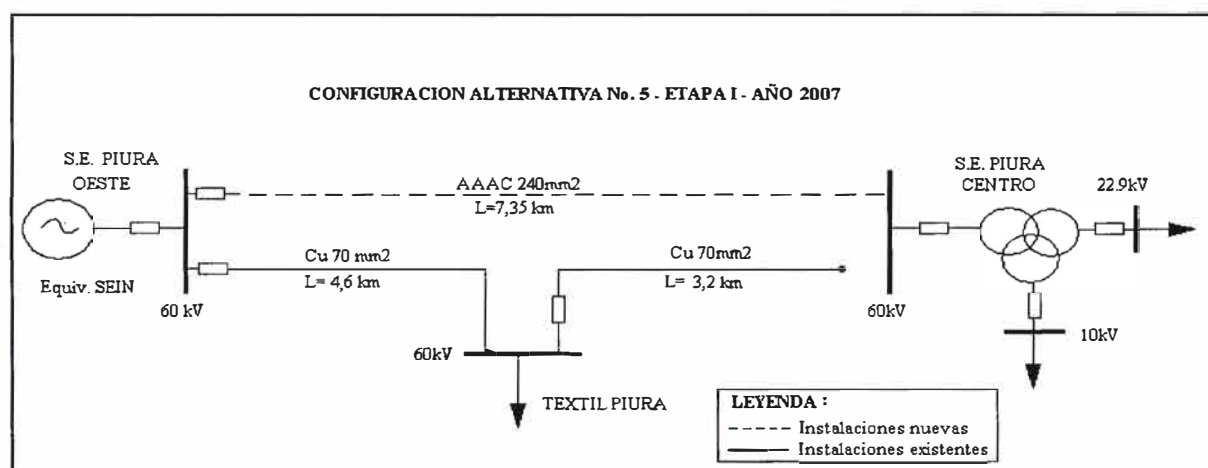 CONFIGURACION ALTERNATIVA No. 5 - ETAPA I - AÑO 2007
S.E. PIURA
OESTE
AAAC 240mm2
L=7,35 km
S.E. PIURA
CENTRO
22.9kV
Cu 70 mm2
L= 4,6 km
Cu 70mm2
L= 3,2 km
Equiv. SEIN
60 kV
60kV
60kV
10kV
TEXTIL PIURA
LEYENDA :
Instalaciones nuevas
Instalaciones existentes